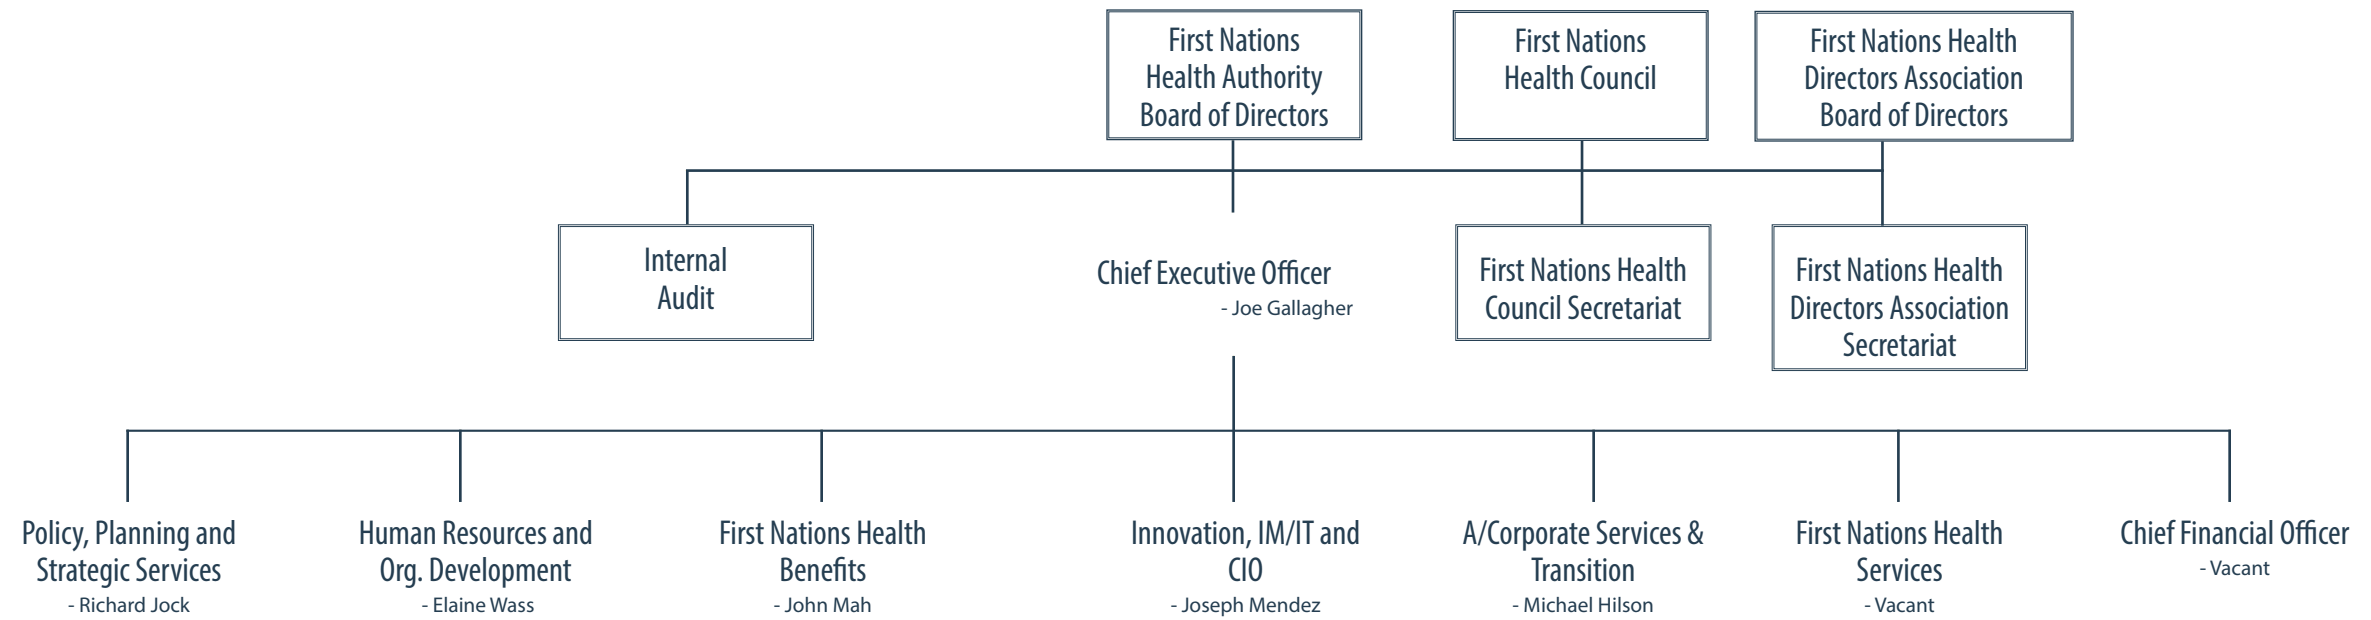 First Nations
Health Authority
Board of Directors
First Nations
Health Council
First Nations Health
Directors Association
Board of Directors
Internal
Audit
Chief Executive Officer
- Joe Gallagher
First Nations Health
Council Secretariat
First Nations Health
Directors Association
Secretariat
Policy, Planning and
Strategic Services
- Richard Jock
Human Resources and
Org. Development
- Elaine Wass
First Nations Health
Benefits
- John Mah
Innovation, IM/IT and
CIO
- Joseph Mendez
A/Corporate Services &
Transition
- Michael Hilson
First Nations Health
Services
- Vacant
Chief Financial Officer
- Vacant